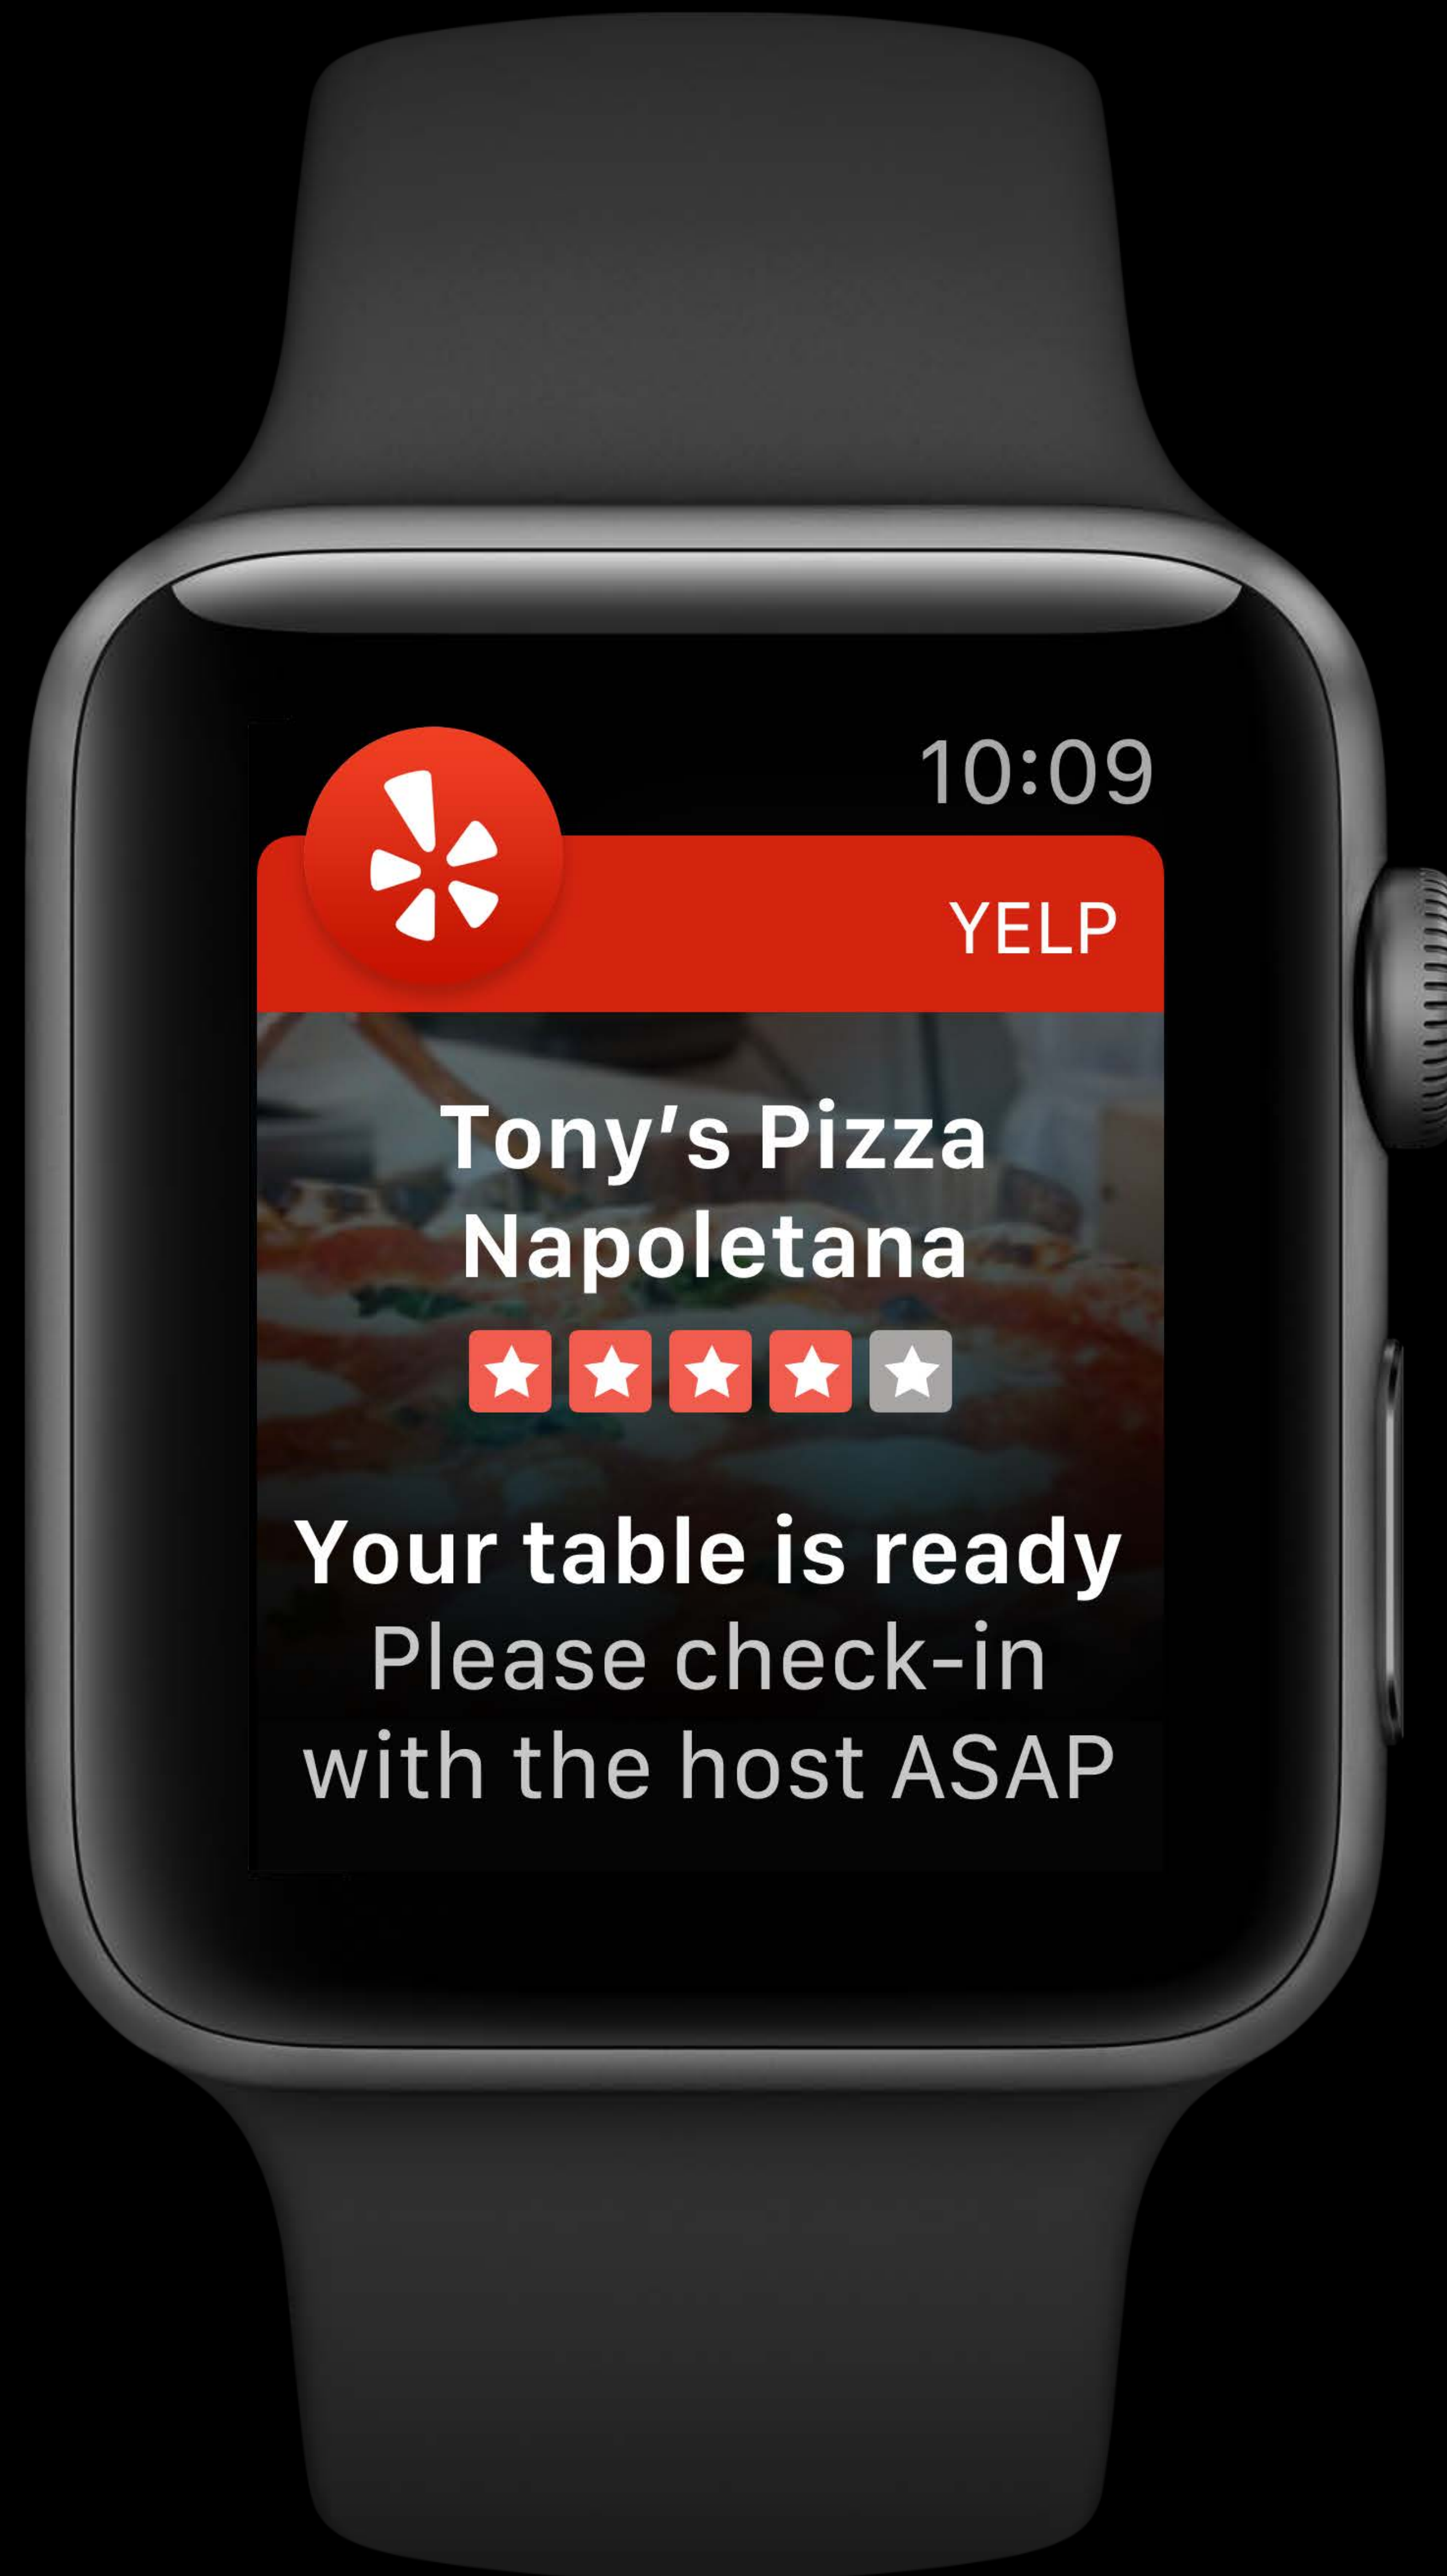 10:09
YELP
Tony’s Pizza
Napoletana
Your table is ready
Please check-in
with the host ASAP